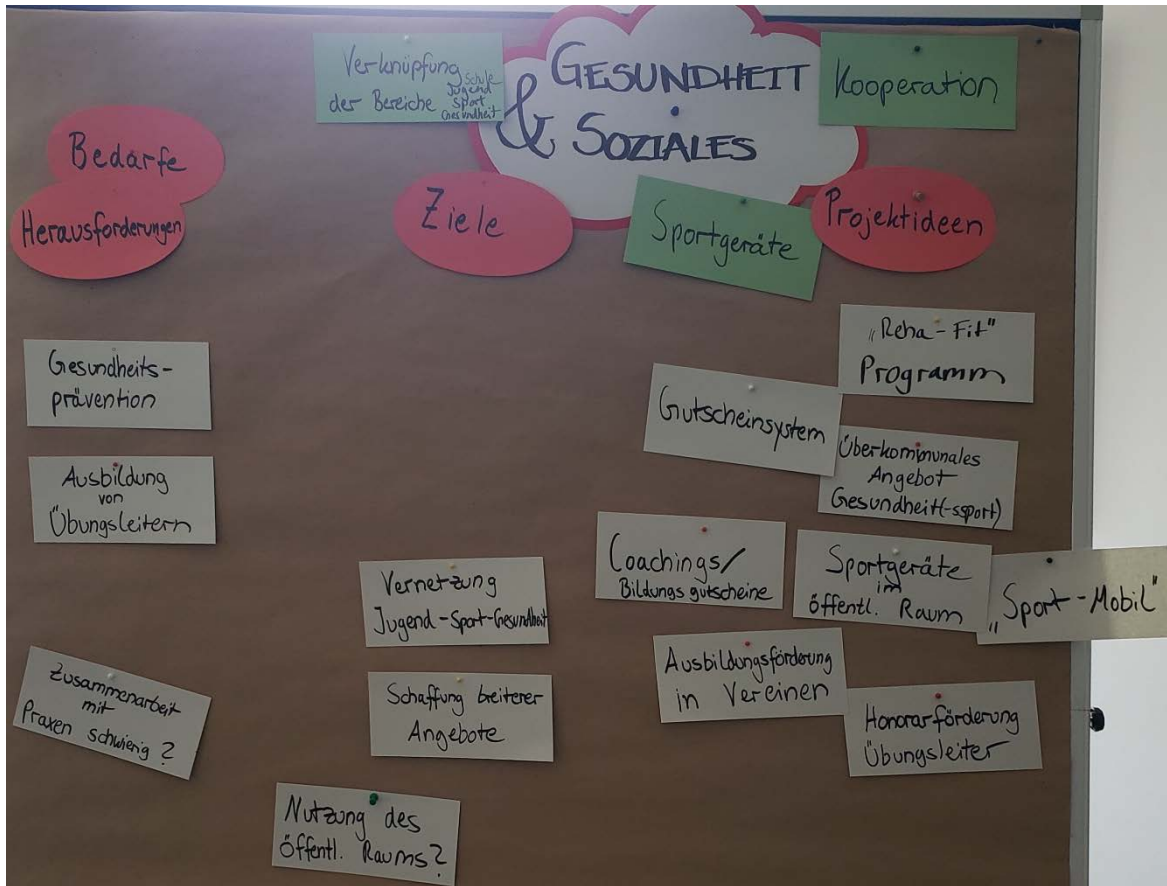 GESUNDHEIT
& SOZIALES
Verknüpfung
der Bereiche
Schule
Jugend
Sport
Gesundheit
Kooperation
Bedarfe
Herausforderungen
Gesundheits-
prävention
Ausbildung
von
Übungsleitern
Zusammenarbeit
mit
Praxen schwierig?
Ziele
Vernetzung
Jugend-Sport-Gesundheit
Schaffung breiterer
Angebote
Nutzung des
öffentl. Raums?
Sportgeräte
Projektideen
„Reha-Fit"
Programm
Gutscheinsystem
Überkommunales
Angebot
Gesundheit(-ssport)
Coachings/
Bildungsgutscheine
Sportgeräte
im
öffentl. Raum
„Sport-Mobil"
Ausbildungsförderung
in Vereinen
Honorarförderung
Übungsleiter